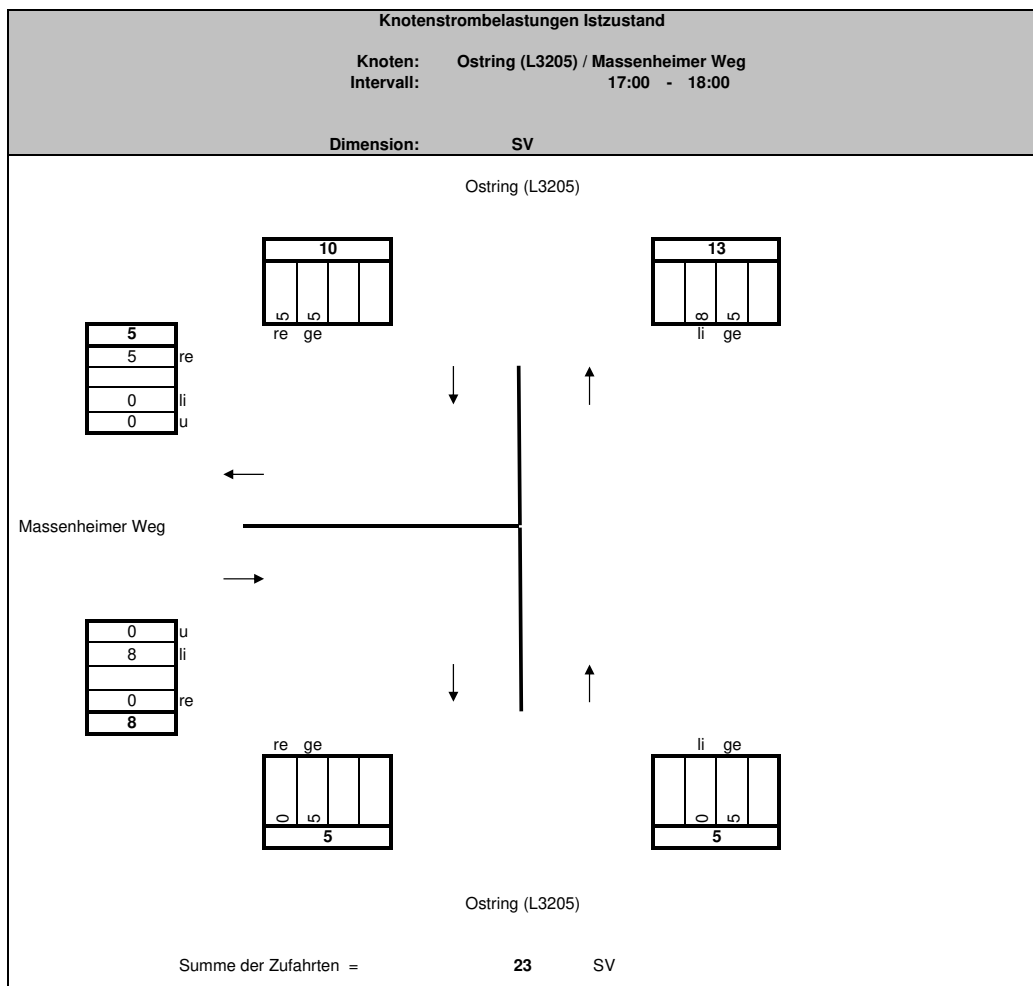 Knotenstrombelastungen Istzustand
Knoten: Ostring (L3205) / Massenheimer Weg
Intervall: 17:00 - 18:00
Dimension: SV
Ostring (L3205)
10
5 5
re ge
13
8 5
li ge
5
5 re
0 li
0 u
Massenheimer Weg
0 u
8 li
0 re
8
re ge
0 5
5
li ge
0 5
5
Ostring (L3205)
Summe der Zufahrten = 23 SV